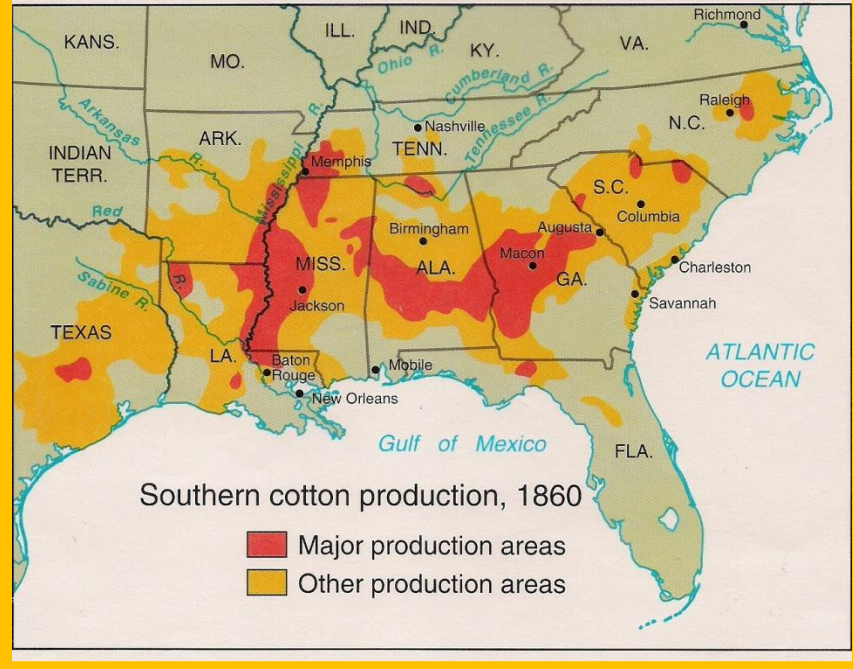 Richmond
ILL.
IND.
KANS.
MO.
KY.
VA.
Ohio R.
Cumberland R.
Arkansas
R.
Raleigh
Nashville
Tennessee R.
N.C.
ARK.
TENN.
INDIAN
TERR.
R.
Memphis
Mississippi
R.
S.C.
Red
Columbia
Birmingham
Augusta
Macon
MISS.
ALA.
GA.
Charleston
R.
Sabine R.
Jackson
Savannah
TEXAS
LA.
Baton
Rouge
Mobile
ATLANTIC
OCEAN
New Orleans
Gulf of Mexico
FLA.
Southern cotton production, 1860
Major production areas
Other production areas